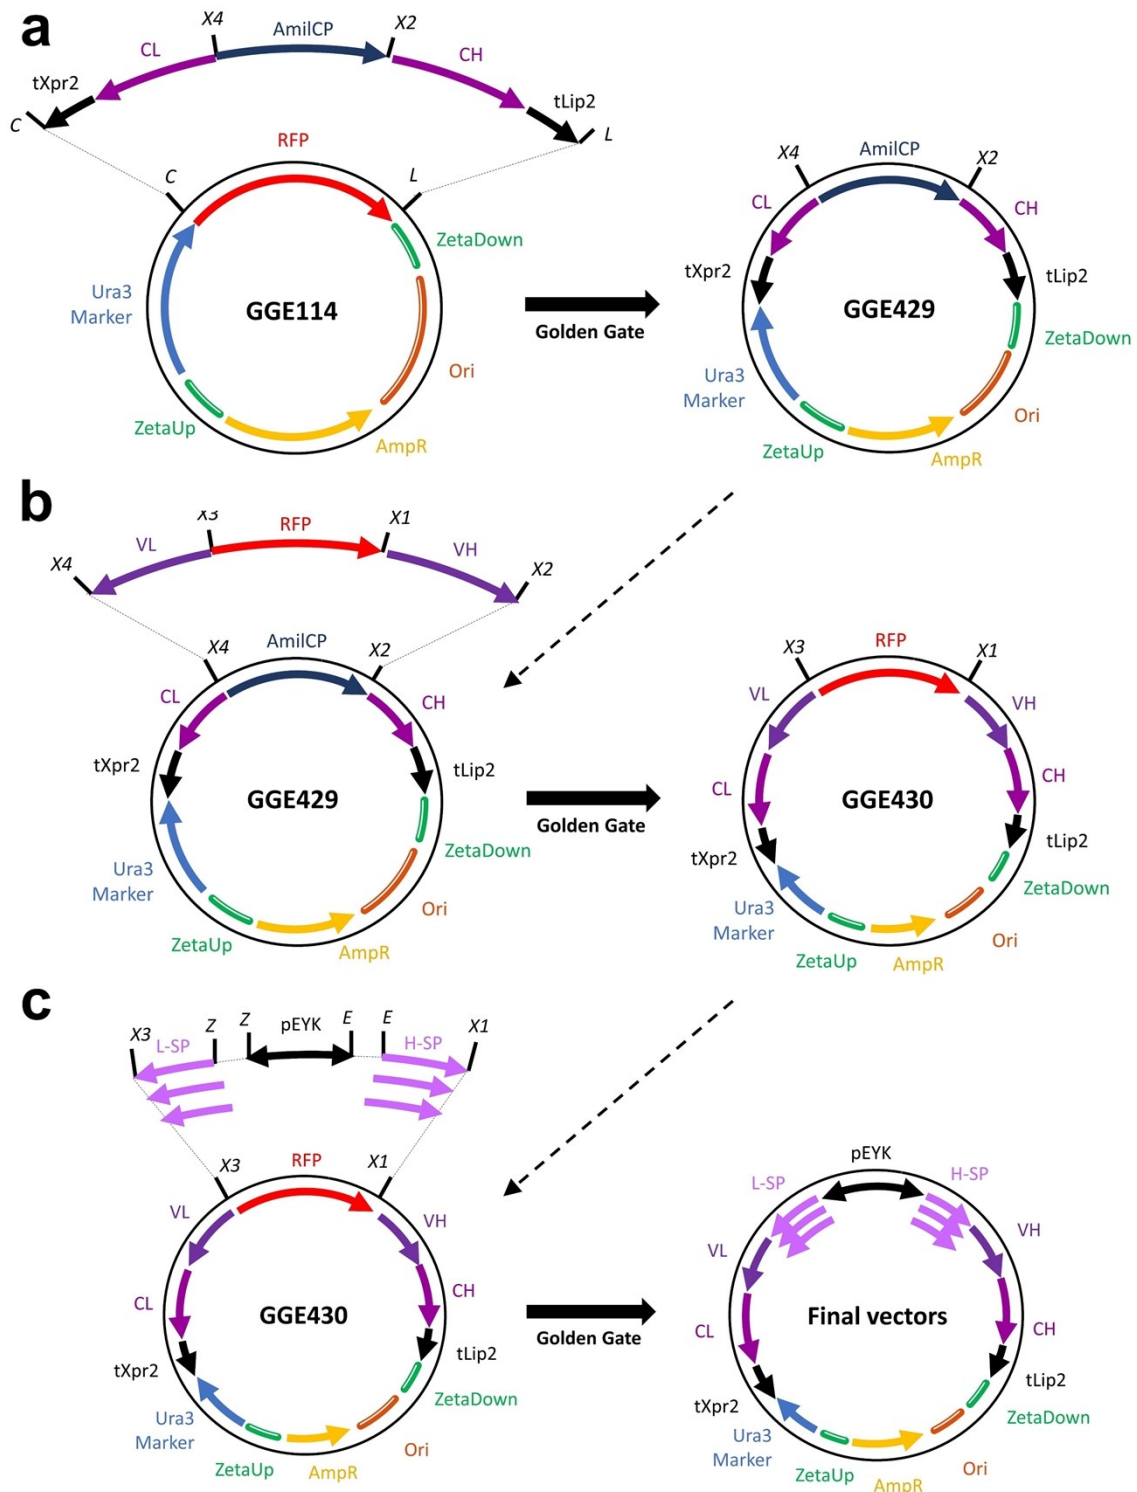 a
X4
AmilCP
X2
CL
CH
tXpr2
tLip2
C
L
RFP
C
L
ZetaDown
Ura3
Marker
GGE114
Ori
ZetaUp
AmpR
Golden Gate
AmilCP
X4
X2
CL
CH
tXpr2
tLip2
GGE429
ZetaDown
Ura3
Marker
Ori
ZetaUp
AmpR
b
X3
RFP
X1
VL
VH
X4
X2
AmilCP
X4
X2
CL
CH
tXpr2
tLip2
GGE429
ZetaDown
Ura3
Marker
Ori
ZetaUp
AmpR
Golden Gate
RFP
X3
X1
VL
VH
CL
CH
GGE430
tXpr2
tLip2
ZetaDown
Ura3
Marker
Ori
ZetaUp
AmpR
c
X3
L-SP
Z
Z
pEYK
E
E
H-SP
X1
RFP
X3
X1
VL
VH
CL
CH
GGE430
tXpr2
tLip2
ZetaDown
Ura3
Marker
Ori
ZetaUp
AmpR
Golden Gate
pEYK
L-SP
H-SP
VL
VH
CL
CH
Final vectors
tXpr2
tLip2
ZetaDown
Ura3
Marker
Ori
ZetaUp
AmpR